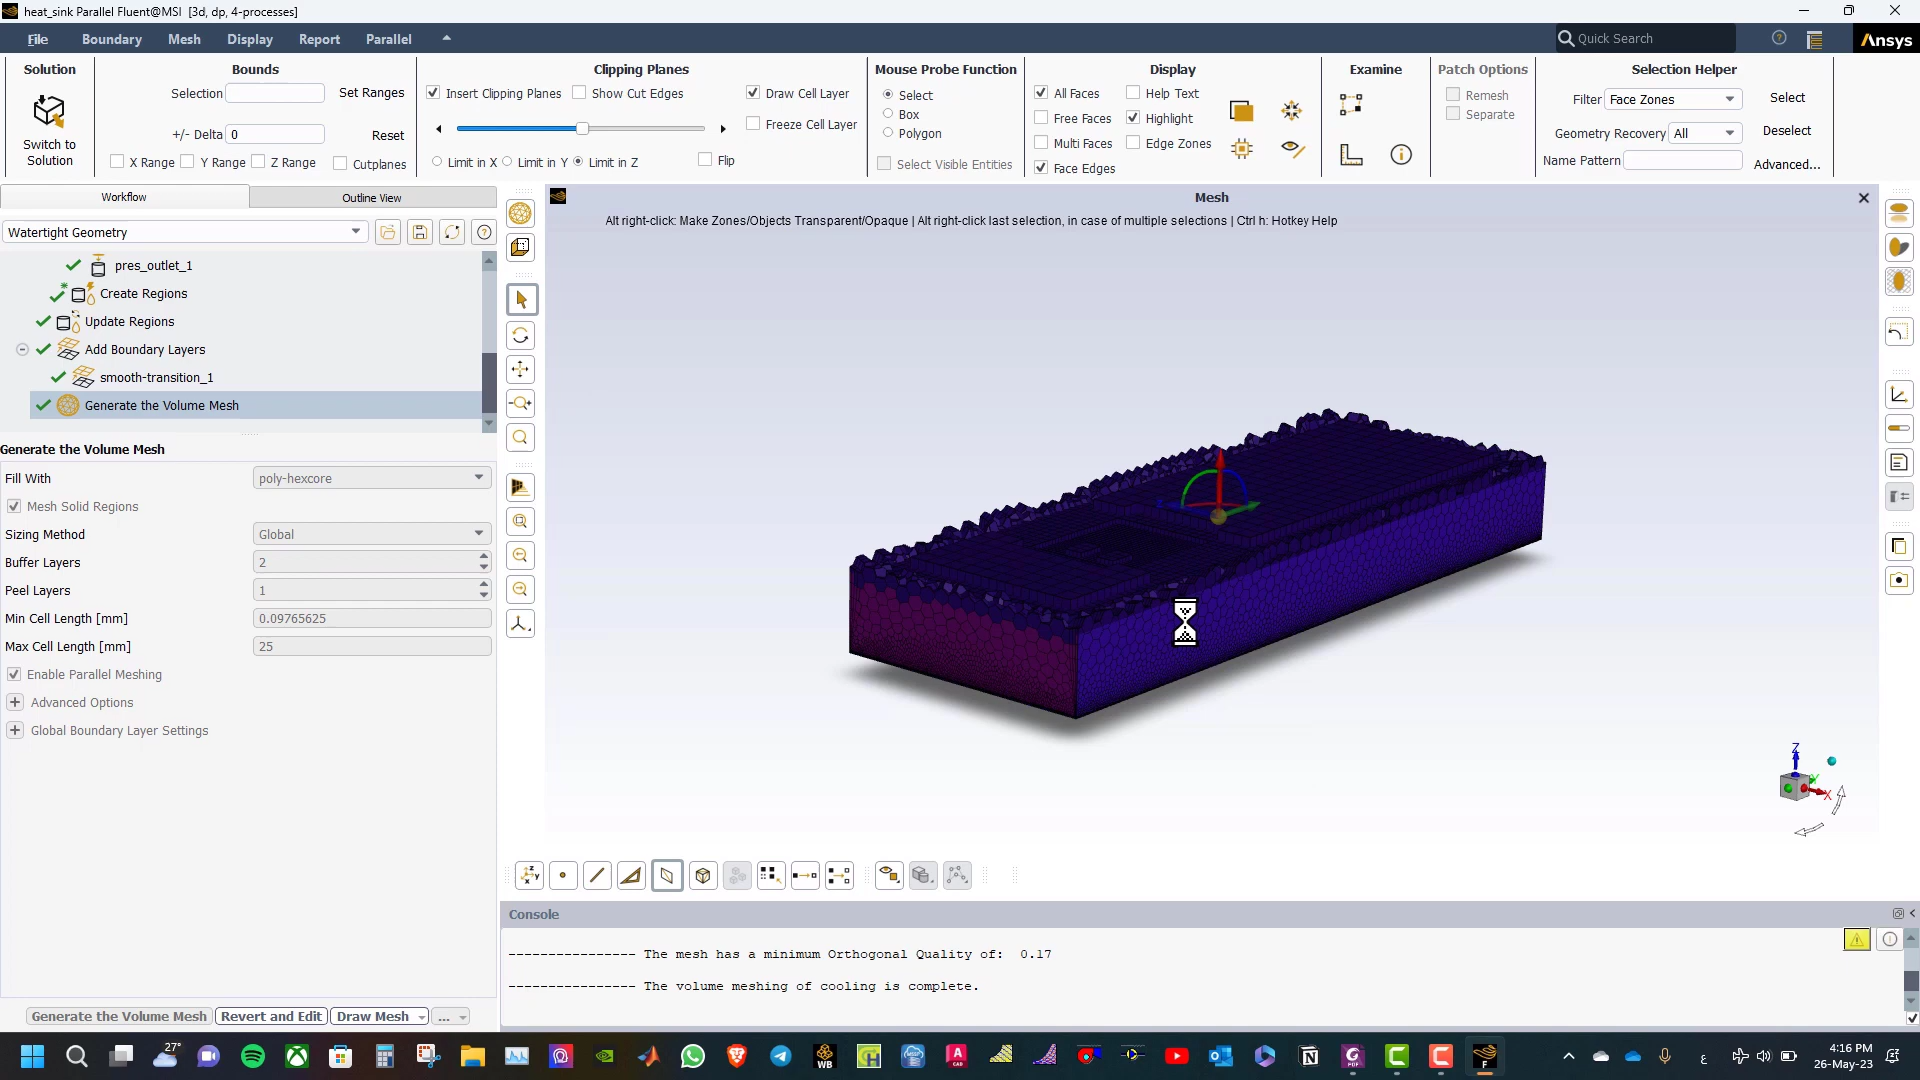 heat_sink Parallel Fluent@MSI [3d, dp, 4-processes]
File Boundary Mesh Display Report Parallel
Quick Search
Ansys
Solution
Switch to
Solution
Bounds
Selection
Set Ranges
+/- Delta 0
Reset
X Range Y Range Z Range Cutplanes
Clipping Planes
Insert Clipping Planes Show Cut Edges Draw Cell Layer
Freeze Cell Layer
Limit in X Limit in Y Limit in Z Flip
Mouse Probe Function
Select
Box
Polygon
Select Visible Entities
Display
All Faces Help Text
Free Faces Highlight
Multi Faces Edge Zones
Face Edges
Examine
Patch Options
Remesh
Separate
Selection Helper
Filter Face Zones Select
Geometry Recovery All Deselect
Name Pattern Advanced...
Workflow Outline View
Watertight Geometry
pres_outlet_1
Create Regions
Update Regions
Add Boundary Layers
smooth-transition_1
Generate the Volume Mesh
Generate the Volume Mesh
Fill With poly-hexcore
Mesh Solid Regions
Sizing Method Global
Buffer Layers 2
Peel Layers 1
Min Cell Length [mm] 0.09765625
Max Cell Length [mm] 25
Enable Parallel Meshing
Advanced Options
Global Boundary Layer Settings
Generate the Volume Mesh Revert and Edit Draw Mesh ...
Mesh
Alt right-click: Make Zones/Objects Transparent/Opaque | Alt right-click last selection, in case of multiple selections | Ctrl h: Hotkey Help
Z
Y
X
Console
---------------- The mesh has a minimum Orthogonal Quality of: 0.17
---------------- The volume meshing of cooling is complete.
27°
WB
CAD
PDF
F
ع
4:16 PM
26-May-23